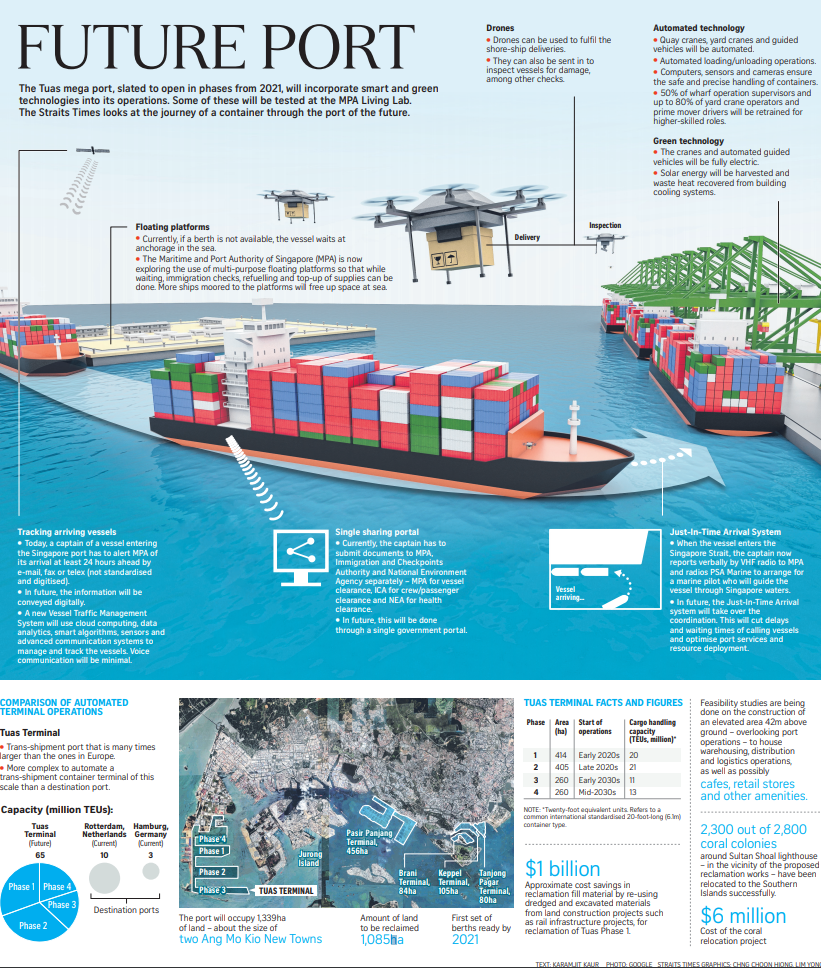 FUTURE PORT
The Tuas mega port, slated to open in phases from 2021, will incorporate smart and green
technologies into its operations. Some of these will be tested at the MPA Living Lab.
The Straits Times looks at the journey of a container through the port of the future.
Drones
• Drones can be used to fulfil the
shore-ship deliveries.
• They can also be sent in to
inspect vessels for damage,
among other checks.
Automated technology
• Quay cranes, yard cranes and guided
vehicles will be automated.
• Automated loading/unloading operations.
• Computers, sensors and cameras ensure
the safe and precise handling of containers.
• 50% of wharf operation supervisors and
up to 80% of yard crane operators and
prime mover drivers will be retrained for
higher-skilled roles.
Green technology
• The cranes and automated guided
vehicles will be fully electric.
• Solar energy will be harvested and
waste heat recovered from building
cooling systems.
Floating platforms
• Currently, if a berth is not available, the vessel waits at
anchorage in the sea.
• The Maritime and Port Authority of Singapore (MPA) is now
exploring the use of multi-purpose floating platforms so that while
waiting, immigration checks, refuelling and top-up of supplies can be
done. More ships moored to the platforms will free up space at sea.
Delivery
Inspection
Tracking arriving vessels
• Today, a captain of a vessel entering
the Singapore port has to alert MPA of
its arrival at least 24 hours ahead by
e-mail, fax or telex (not standardised
and digitised).
• In future, the information will be
conveyed digitally.
• A new Vessel Traffic Management
System will use cloud computing, data
analytics, smart algorithms, sensors and
advanced communication systems to
manage and track the vessels. Voice
communication will be minimal.
Single sharing portal
• Currently, the captain has to
submit documents to MPA,
Immigration and Checkpoints
Authority and National Environment
Agency separately – MPA for vessel
clearance, ICA for crew/passenger
clearance and NEA for health
clearance.
• In future, this will be done
through a single government portal.
Vessel
arriving...
Just-In-Time Arrival System
• When the vessel enters the
Singapore Strait, the captain now
reports verbally by VHF radio to MPA
and radios PSA Marine to arrange for
a marine pilot who will guide the
vessel through Singapore waters.
• In future, the Just-In-Time Arrival
system will take over the
coordination. This will cut delays
and waiting times of calling vessels
and optimise port services and
resource deployment.
COMPARISON OF AUTOMATED
TERMINAL OPERATIONS
Tuas Terminal
• Trans-shipment port that is many times
larger than the ones in Europe.
• More complex to automate a
trans-shipment container terminal of this
scale than a destination port.
Capacity (million TEUs):
Tuas
Terminal
(Future)
65
Rotterdam,
Netherlands
(Current)
10
Hamburg,
Germany
(Current)
3
Phase 1
Phase 4
Phase 3
Phase 2
Destination ports
Phase 4
Phase 1
Phase 2
Phase 3
TUAS TERMINAL
Jurong
Island
Pasir Panjang
Terminal,
456ha
Brani
Terminal,
84ha
Keppel
Terminal,
105ha
Tanjong
Pagar
Terminal,
80ha
The port will occupy 1,339ha
of land – about the size of
two Ang Mo Kio New Towns
Amount of land
to be reclaimed
1,085ha
First set of
berths ready by
2021
TUAS TERMINAL FACTS AND FIGURES
Phase Area (ha) Start of operations Cargo handling capacity (TEUs, million)*
1 414 Early 2020s 20
2 405 Late 2020s 21
3 260 Early 2030s 11
4 260 Mid-2030s 13
NOTE: *Twenty-foot equivalent units. Refers to a
common international standardised 20-foot-long (6.1m)
container type.
$1 billion
Approximate cost savings in
reclamation fill material by re-using
dredged and excavated materials
from land construction projects such
as rail infrastructure projects, for
reclamation of Tuas Phase 1.
Feasibility studies are being
done on the construction of
an elevated area 42m above
ground – overlooking port
operations – to house
warehousing, distribution
and logistics operations,
as well as possibly
cafes, retail stores
and other amenities.
2,300 out of 2,800
coral colonies
around Sultan Shoal lighthouse
– in the vicinity of the proposed
reclamation works – have been
relocated to the Southern
Islands successfully.
$6 million
Cost of the coral
relocation project
TEXT: KARAMJIT KAUR PHOTO: GOOGLE STRAITS TIMES GRAPHICS: CHNG CHOON HIONG, LIM YONG